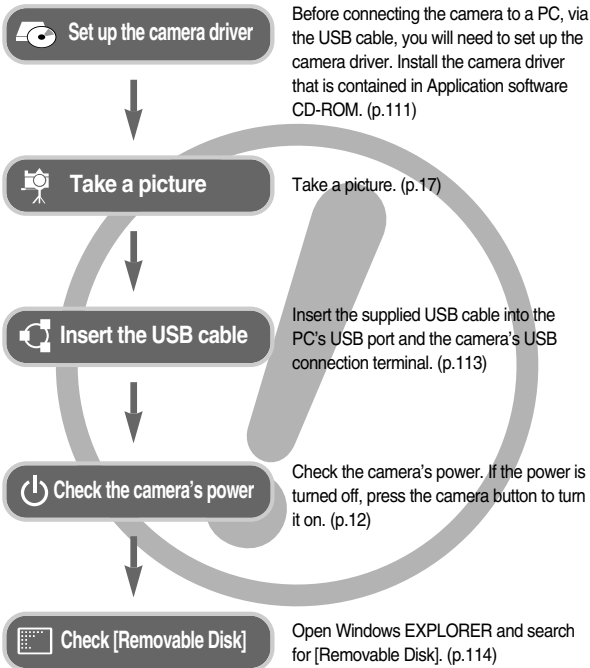 Set up the camera driver
Before connecting the camera to a PC, via
the USB cable, you will need to set up the
camera driver. Install the camera driver
that is contained in Application software
CD-ROM. (p.111)
Take a picture
Take a picture. (p.17)
Insert the USB cable
Insert the supplied USB cable into the
PC's USB port and the camera's USB
connection terminal. (p.113)
Check the camera's power
Check the camera's power. If the power is
turned off, press the camera button to turn
it on. (p.12)
Check [Removable Disk]
Open Windows EXPLORER and search
for [Removable Disk]. (p.114)